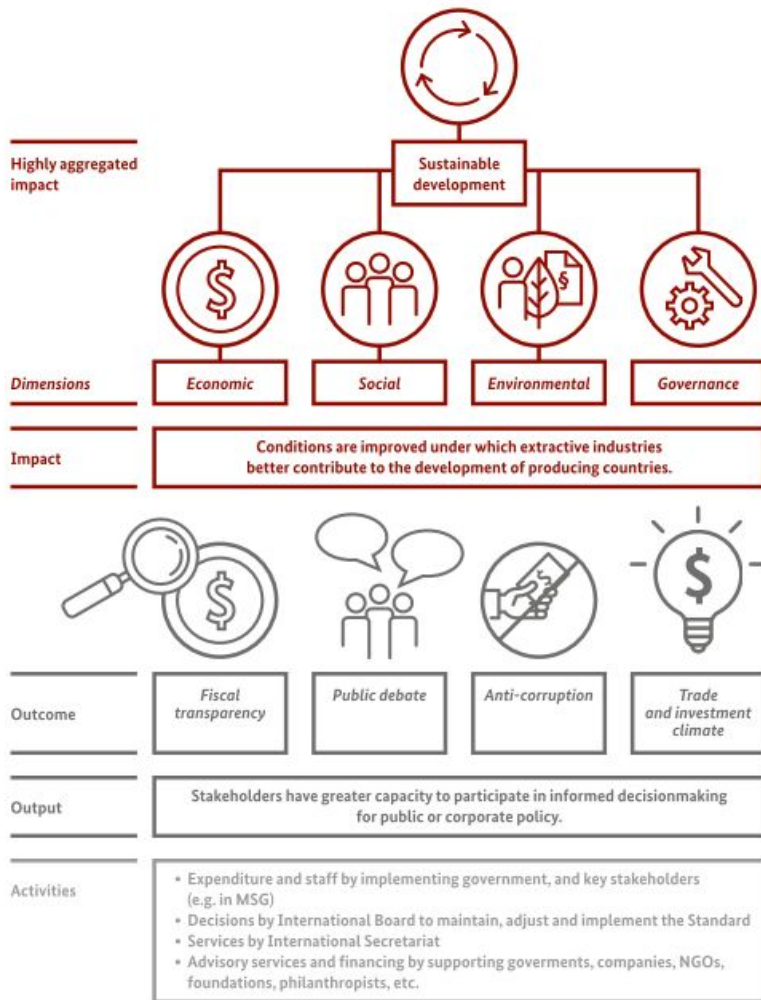 Highly aggregated
impact
Sustainable
development
$
§
Dimensions
Economic
Social
Environmental
Governance
Impact
Conditions are improved under which extractive industries
better contribute to the development of producing countries.
$
$
$
Outcome
Fiscal
transparency
Public debate
Anti-corruption
Trade
and investment
climate
Output
Stakeholders have greater capacity to participate in informed decisionmaking
for public or corporate policy.
Activities
• Expenditure and staff by implementing government, and key stakeholders
(e.g. in MSG)
• Decisions by International Board to maintain, adjust and implement the Standard
• Services by International Secretariat
• Advisory services and financing by supporting goverments, companies, NGOs,
foundations, philanthropists, etc.